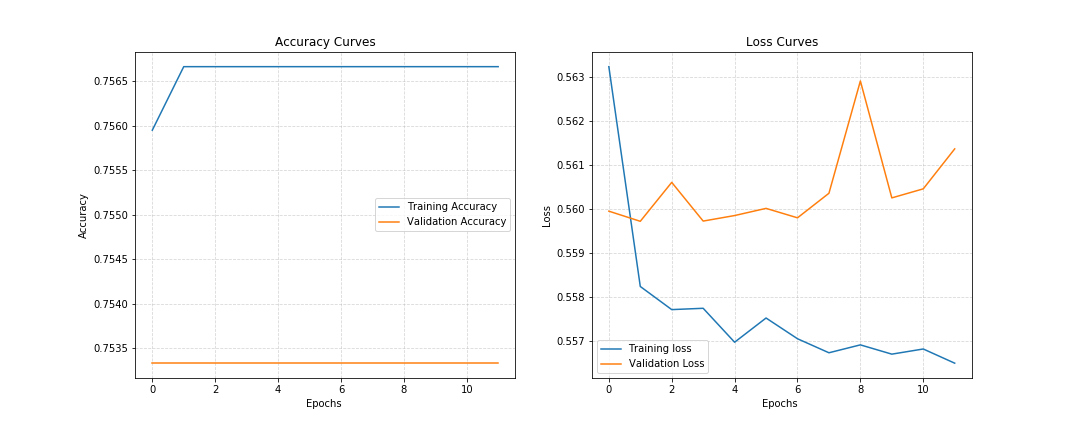 Accuracy Curves
Accuracy
0.7565
0.7560
0.7555
0.7550
0.7545
0.7540
0.7535
Training Accuracy
Validation Accuracy
0 2 4 6 8 10
Epochs
Loss Curves
Loss
0.563
0.562
0.561
0.560
0.559
0.558
0.557
Training loss
Validation Loss
0 2 4 6 8 10
Epochs